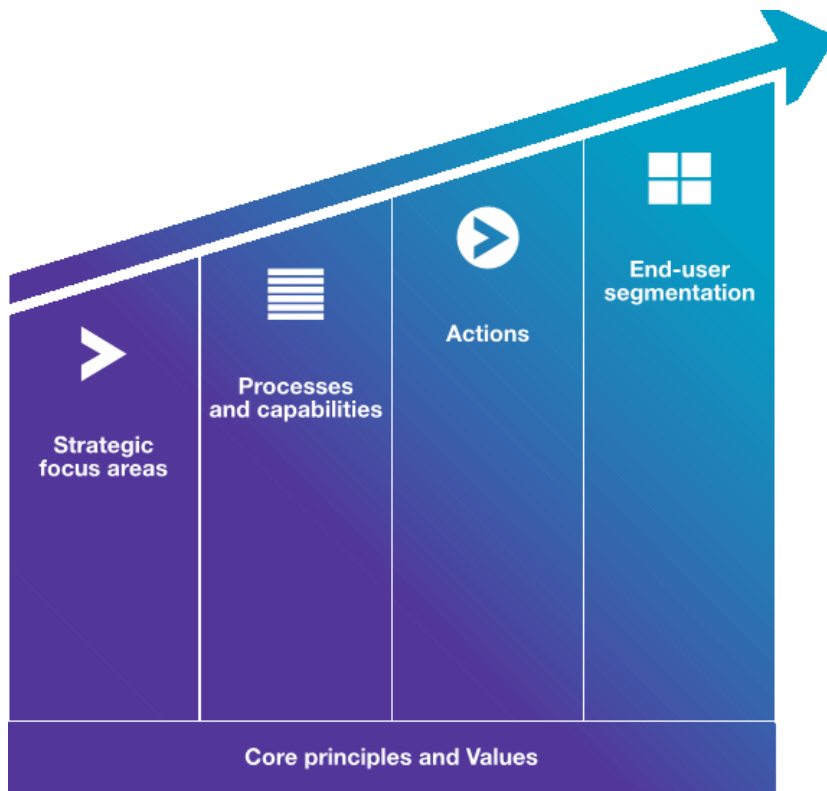 Strategic
focus areas
Processes
and capabilities
Actions
End-user
segmentation
Core principles and Values